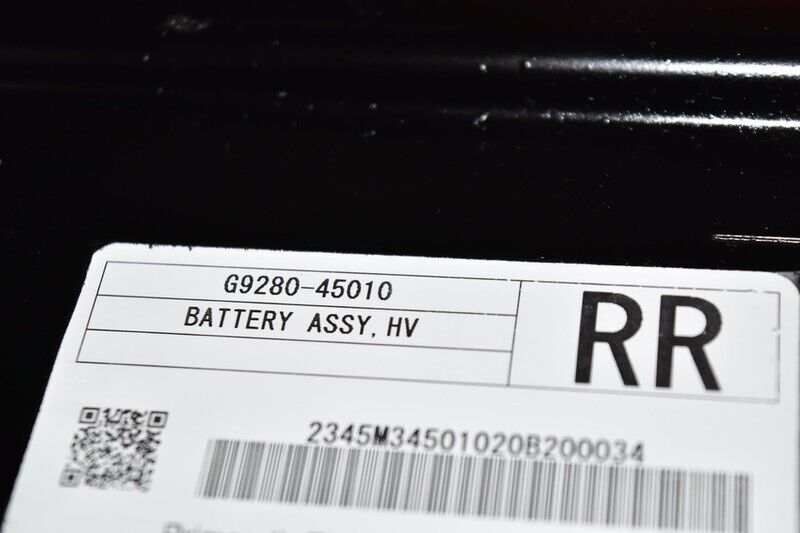 G9280-45010
BATTERY ASSY, HV
RR
2345M34501020B200034